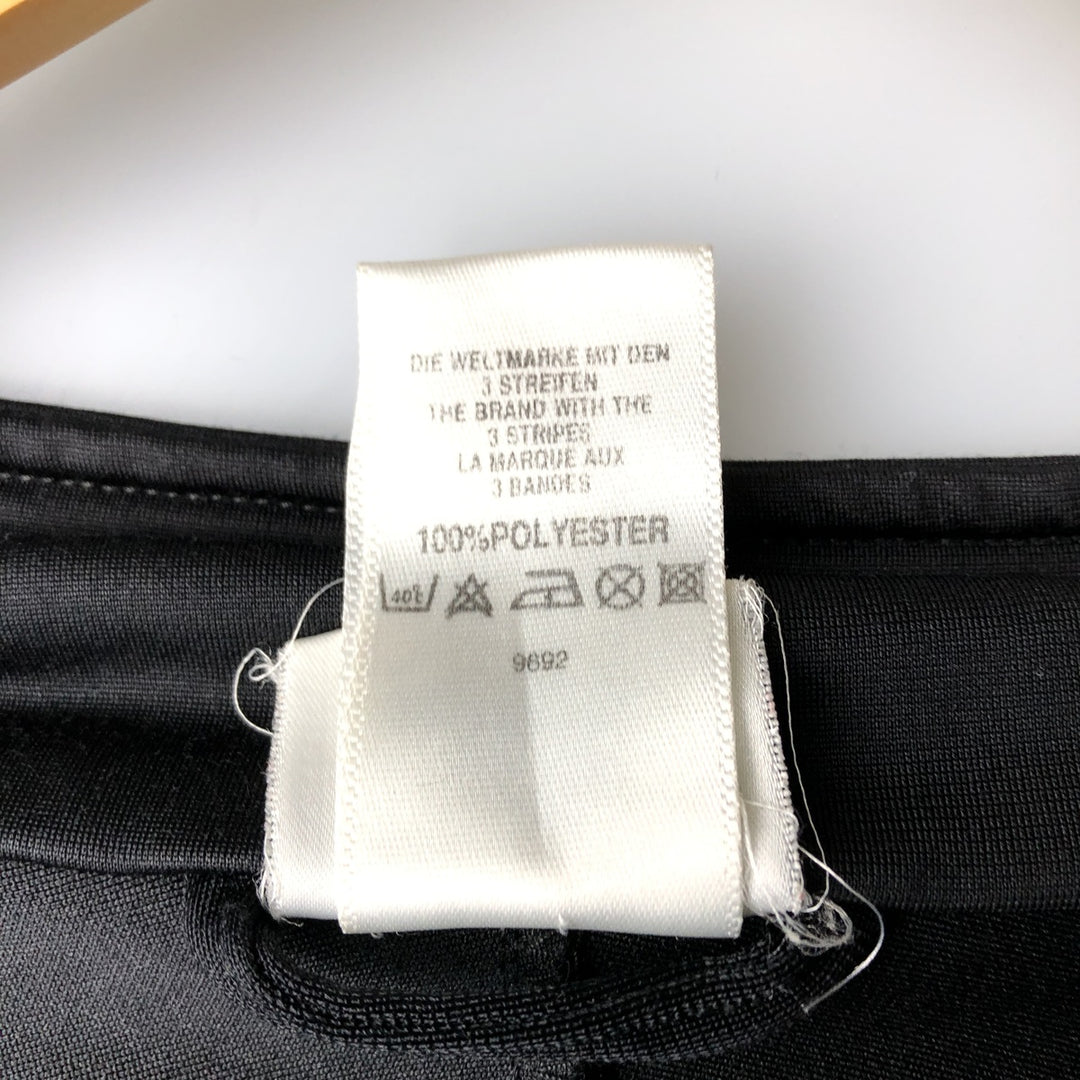 DIE WELTMARKE MIT DEN
3 STREIFEN
THE BRAND WITH THE
3 STRIPES
LA MARQUE AUX
3 BANDES
100%POLYESTER
40℃
9692